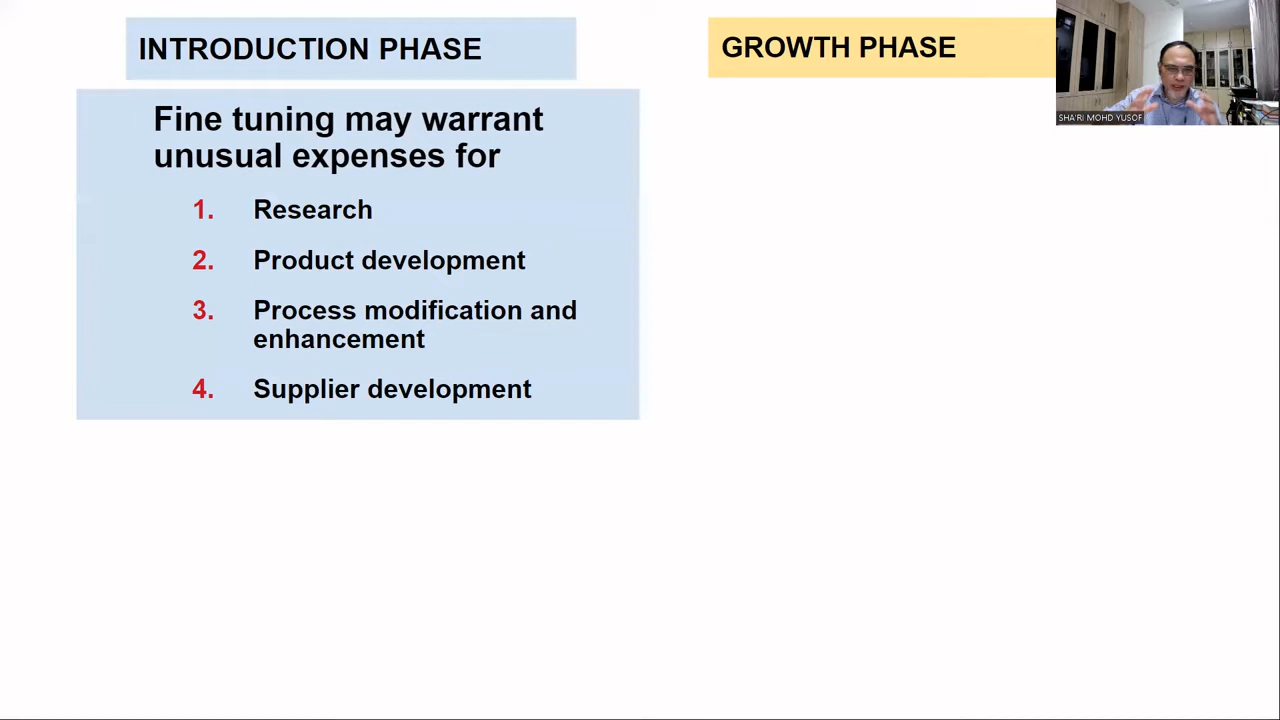 INTRODUCTION PHASE
GROWTH PHASE
SHA'RI MOHD YUSOF
Fine tuning may warrant
unusual expenses for
1. Research
2. Product development
3. Process modification and
enhancement
4. Supplier development